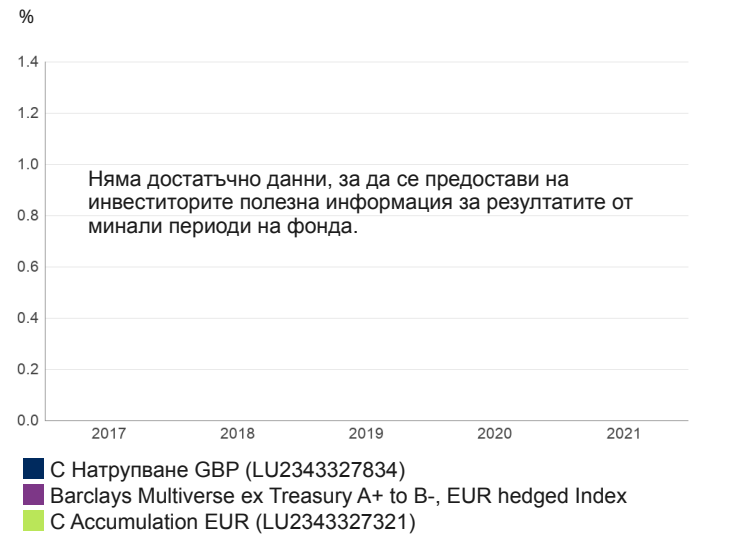 %
1.4
1.2
1.0
Няма достатъчно данни, за да се предостави на
инвеститорите полезна информация за резултатите от
0.8
минали периоди на фонда.
0.6
0.4
0.2
0.0
2017 2018 2019 2020 2021
C Натрупване GBP (LU2343327834)
Barclays Multiverse ex Treasury A+ to B-, EUR hedged Index
C Accumulation EUR (LU2343327321)